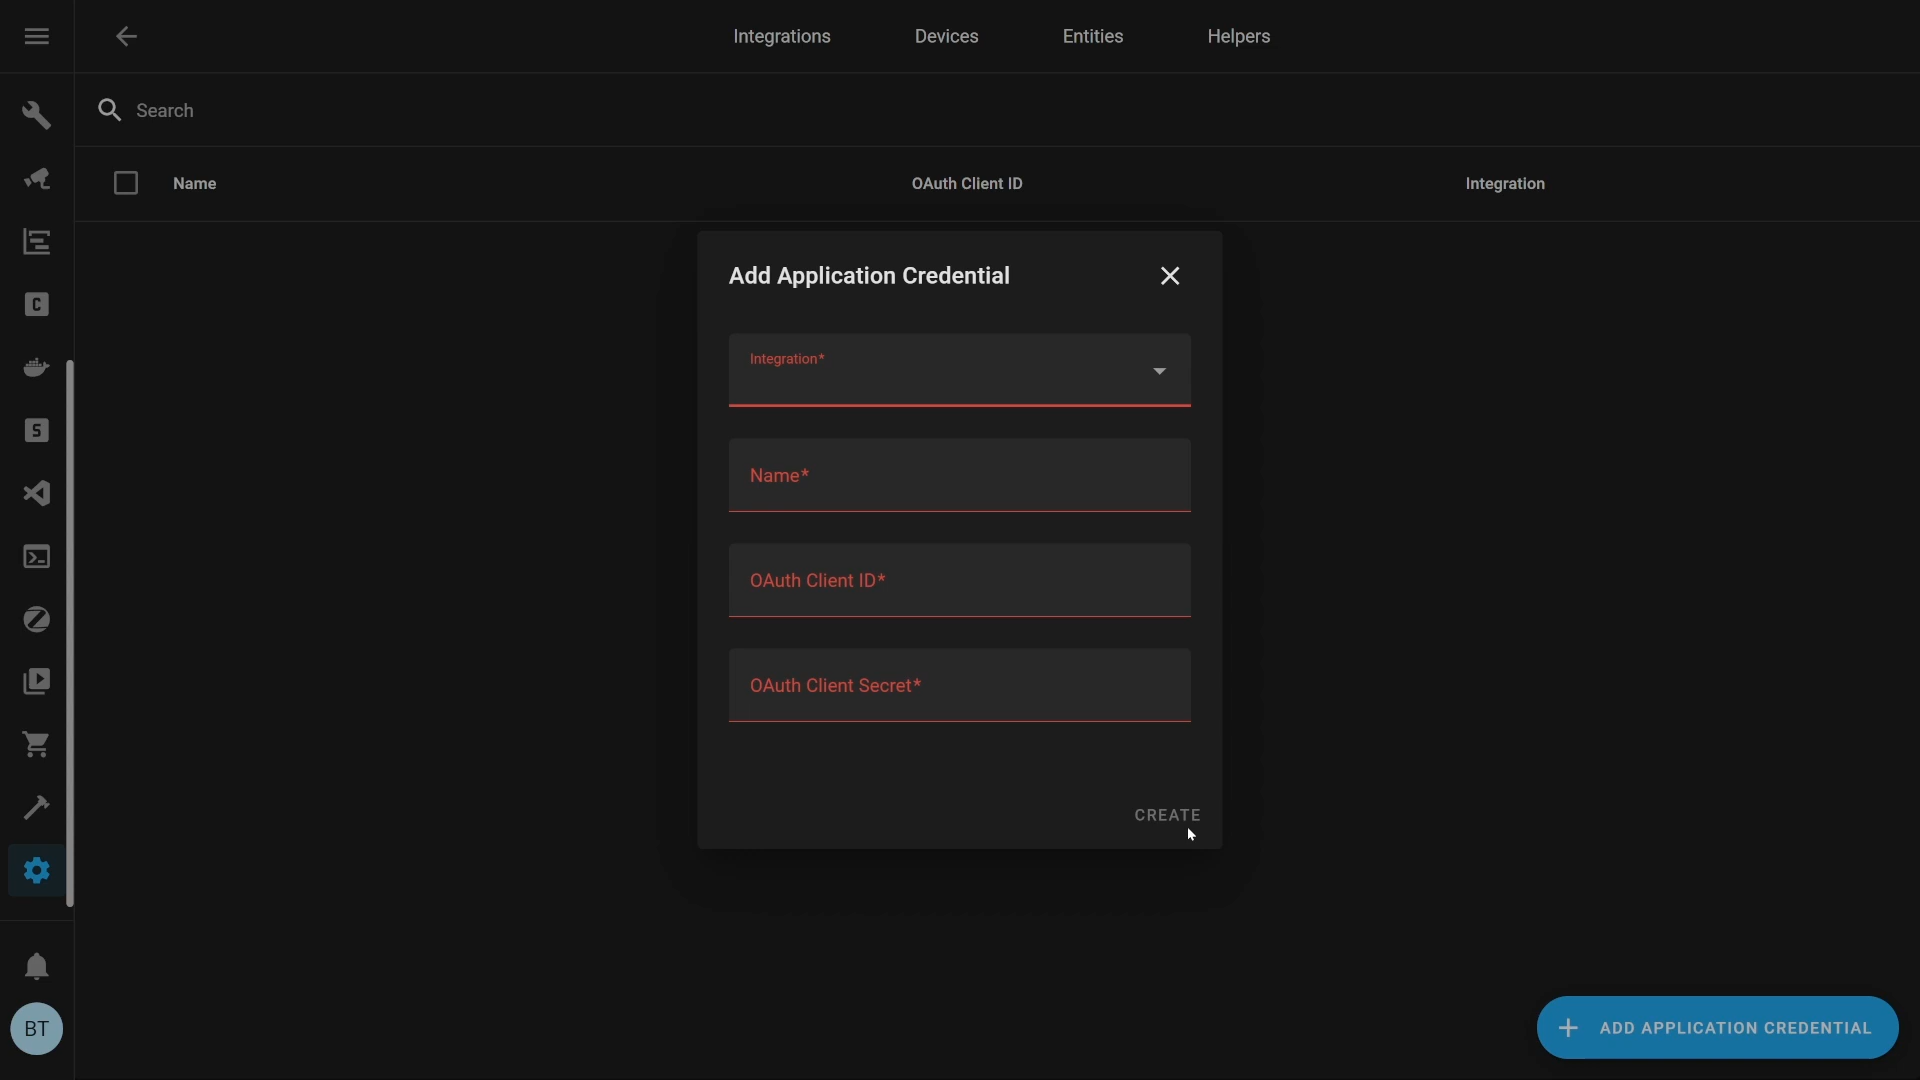 Integrations Devices Entities Helpers
Search
Name OAuth Client ID Integration
Add Application Credential
Integration*
Name*
OAuth Client ID*
OAuth Client Secret*
CREATE
C
S
BT
ADD APPLICATION CREDENTIAL